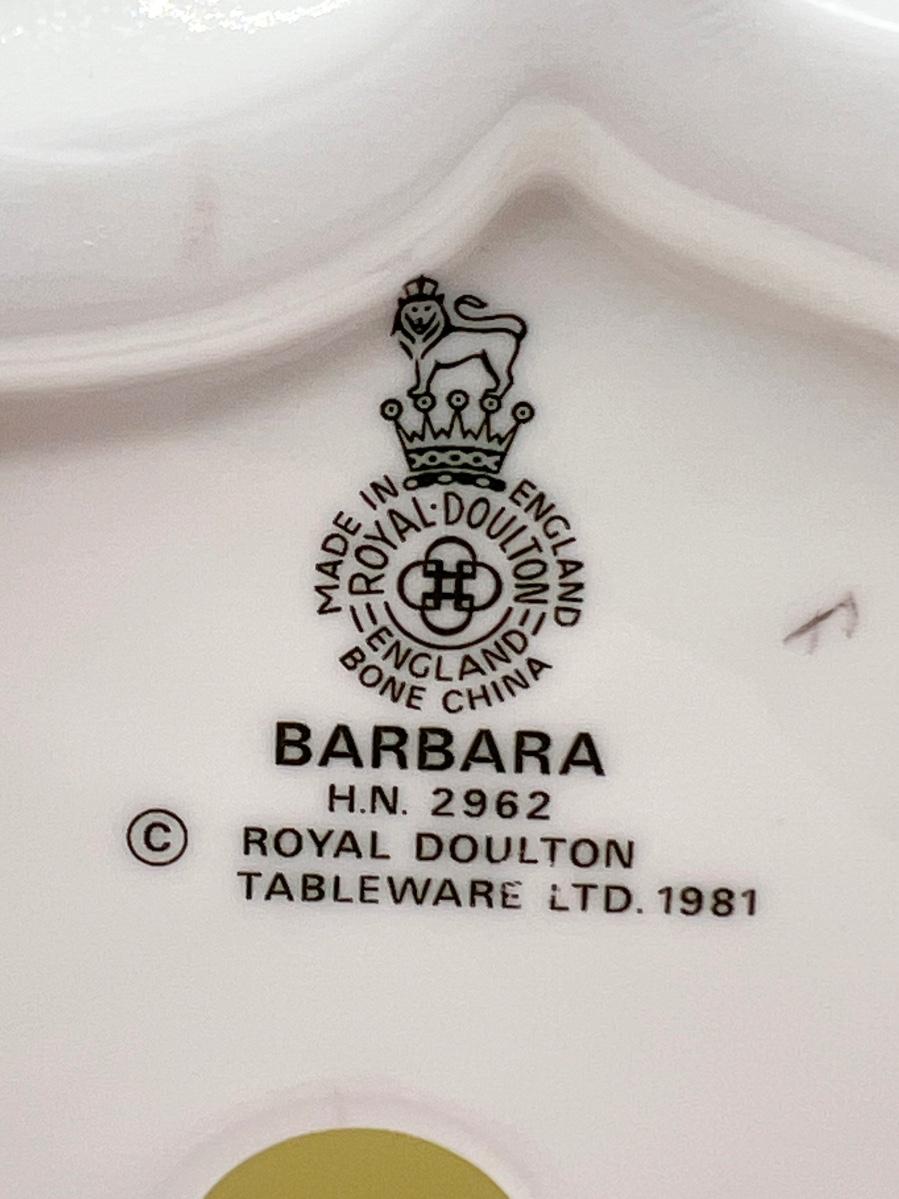 MADE IN ENGLAND
ROYAL·DOULTON
ENGLAND
BONE CHINA
BARBARA
H.N. 2962
© ROYAL DOULTON
TABLEWARE LTD. 1981